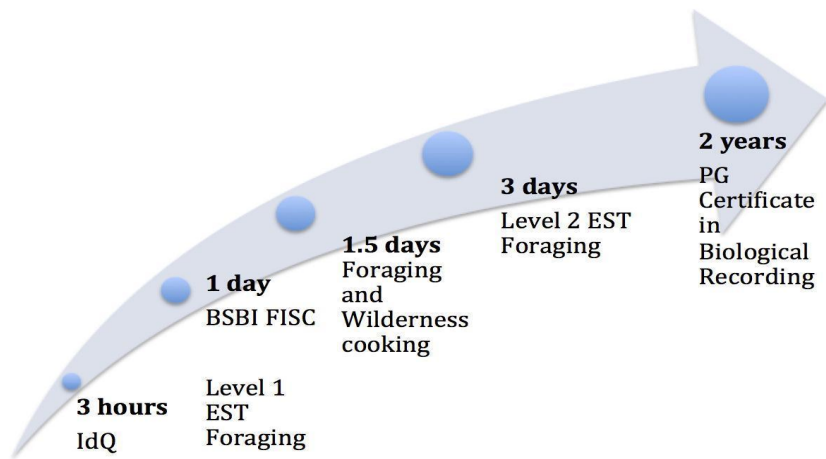 3 hours
IdQ
1 day
BSBI FISC
Level 1
EST
Foraging
1.5 days
Foraging
and
Wilderness
cooking
3 days
Level 2 EST
Foraging
2 years
PG
Certificate
in
Biological
Recording